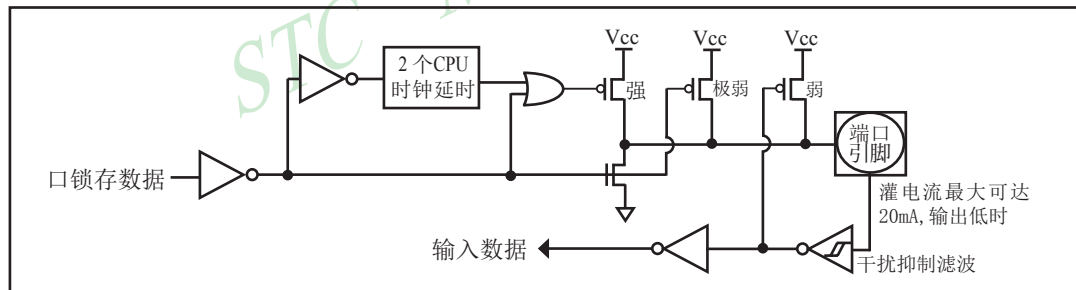 STC
Vcc
Vcc
Vcc
2 个CPU
时钟延时
强
极弱
弱
端口
引脚
口锁存数据
灌电流最大可达
20mA,输出低时
输入数据
干扰抑制滤波